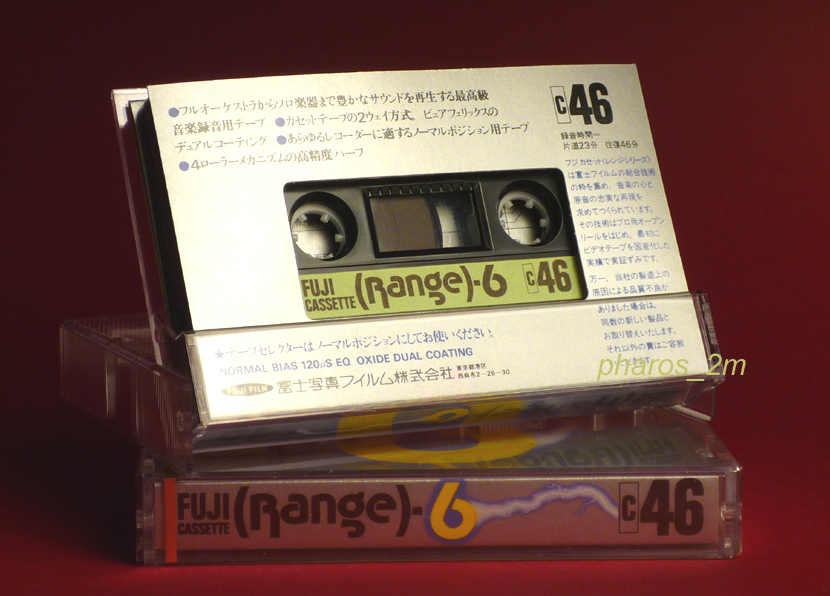 ●フルオーケストラからソロ楽器まで豊かなサウンドを再生する最高級
音楽録音用テープ ●カセットテープの2ウェイ方式、ピュアフェリックスの
デュアルコーティング ●あらゆるレコーダーに適するノーマルポジション用テープ
●4ローラーメカニズムの高精度ハーフ
C46
録音時間—
片道23分 往復46分
フジカセット(レンジシリーズ)
は富士フイルムの総合技術
の粋を集め、音楽の心と
原音の忠実な再現を
求めてつくられています。
その技術はプロ用オープン
リールをはじめ、最初に
ビデオテープを国産化した
実績で実証ずみです。
万一、当社の製造上の
原因による品質不良が
ありました場合は、
同数の新しい製品と
お取り替えいたします。
それ以外の責はご容赦
FUJI
CASSETTE
(Range)-6
C46
★テープセレクターはノーマルポジションにしてお使いください。
NORMAL BIAS 120μS EQ OXIDE DUAL COATING
FUJI FILM
富士写真フイルム株式会社
東京都港区
西麻布2-26-30
pharos_2m
FUJI
CASSETTE
(Range)-6
C46